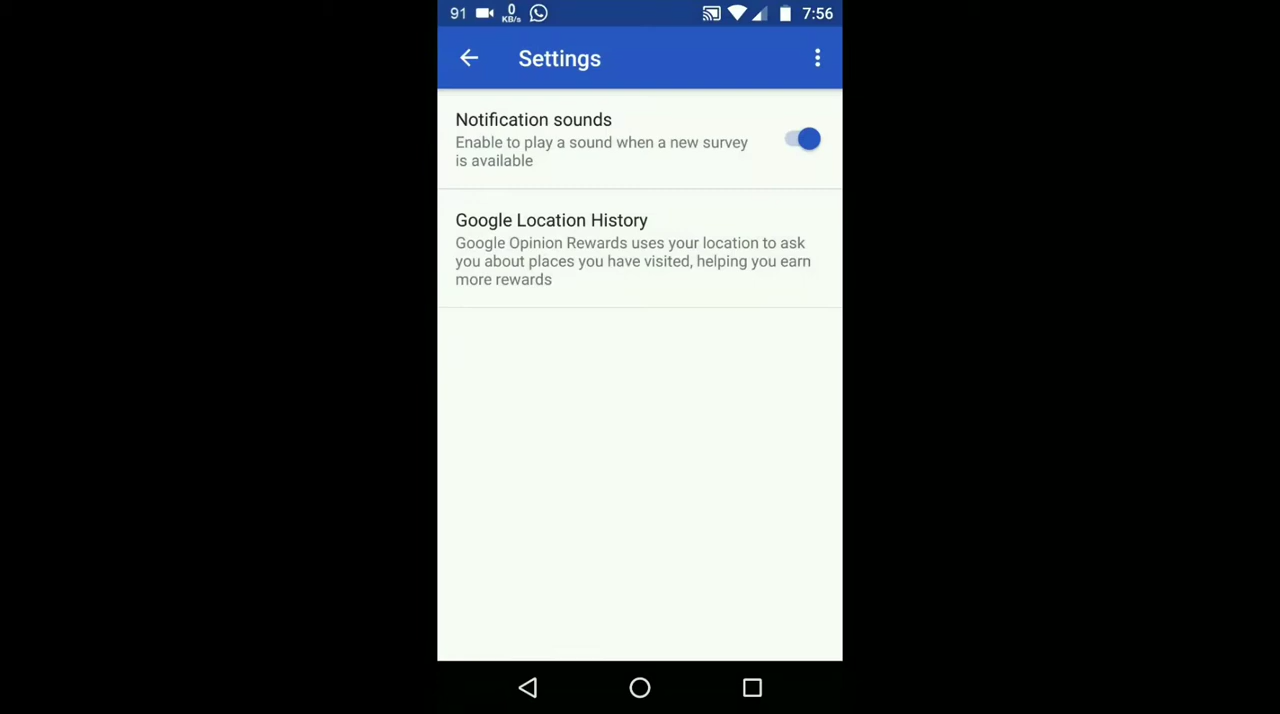 91 0 KB/s 7:56
Settings
Notification sounds
Enable to play a sound when a new survey
is available
Google Location History
Google Opinion Rewards uses your location to ask
you about places you have visited, helping you earn
more rewards